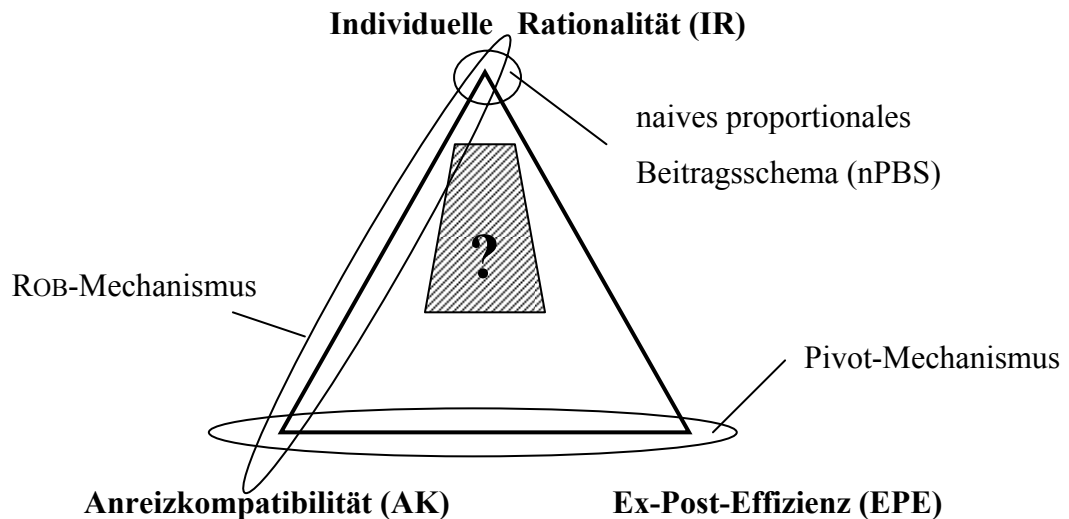 Individuelle Rationalität (IR)
naives proportionales
Beitragsschema (nPBS)
?
ROB-Mechanismus
Pivot-Mechanismus
Anreizkompatibilität (AK)
Ex-Post-Effizienz (EPE)